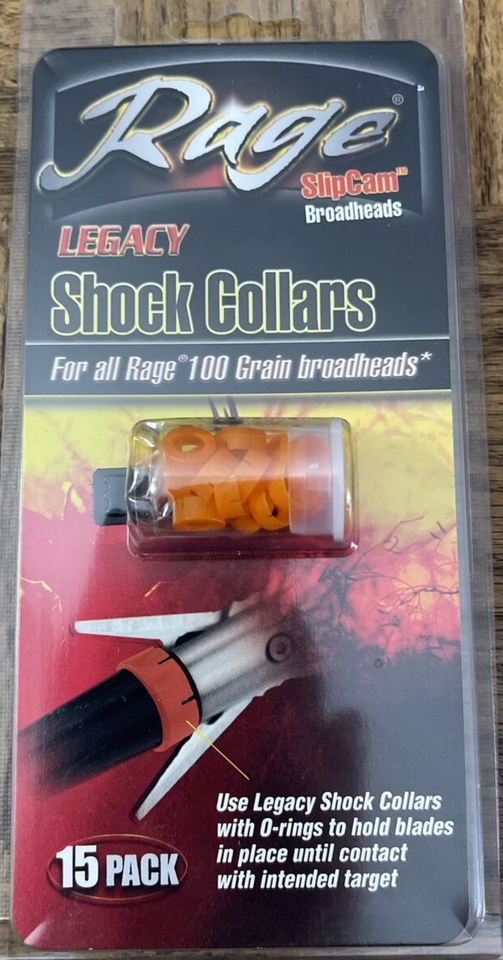 Rage®
SlipCam™
Broadheads
LEGACY
Shock Collars
For all Rage® 100 Grain broadheads*
Use Legacy Shock Collars
with O-rings to hold blades
in place until contact
with intended target
15 PACK